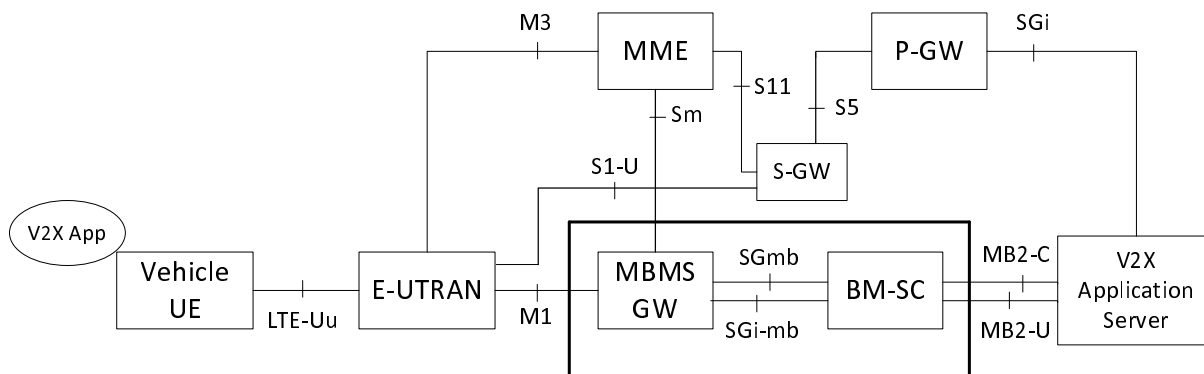 M3
MME
P-GW
SGi
S11
Sm
S5
S1-U
S-GW
V2X App
Vehicle
UE
LTE-Uu
E-UTRAN
M1
MBMS
GW
SGmb
SGi-mb
BM-SC
MB2-C
MB2-U
V2X
Application
Server